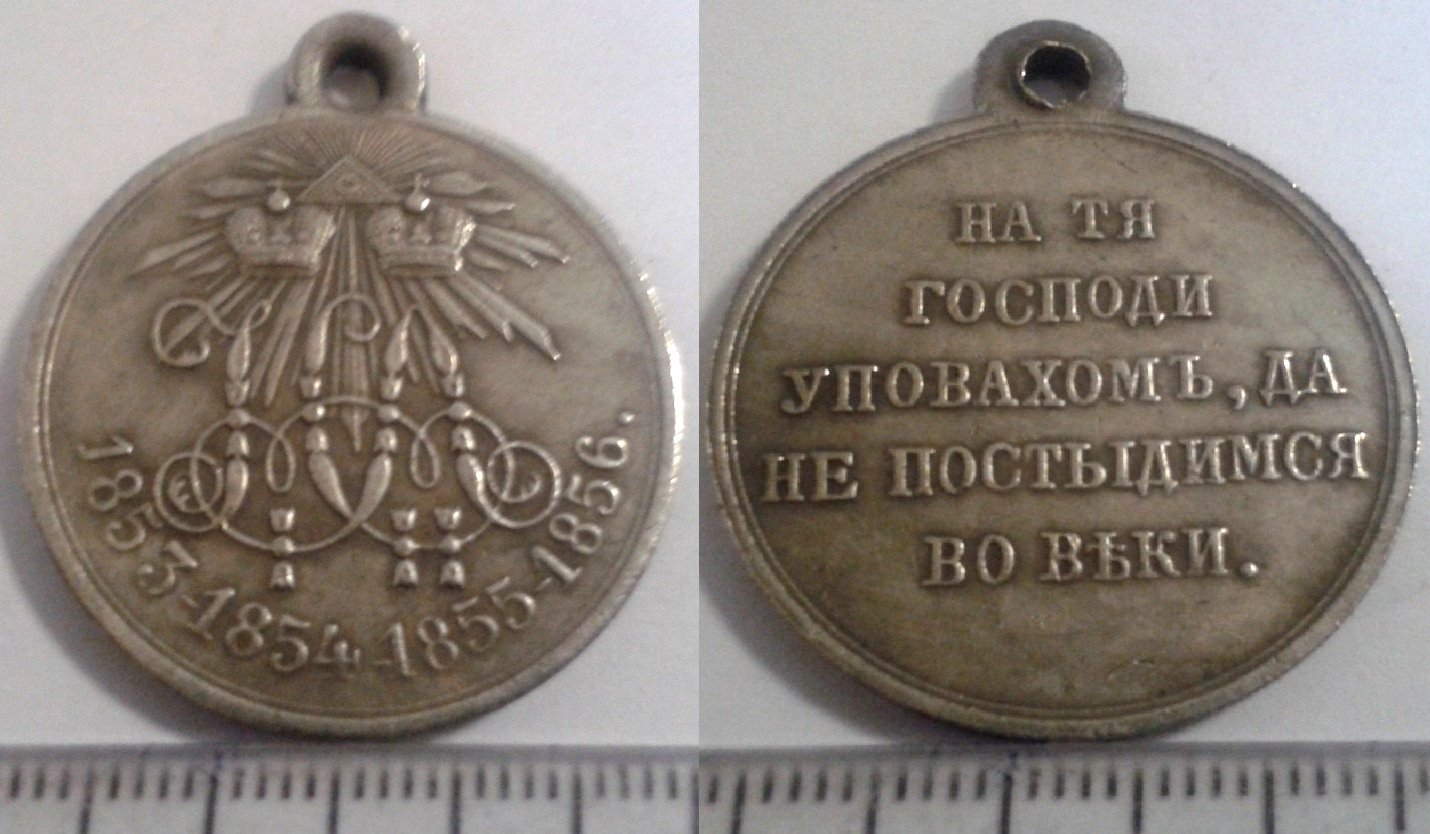 1853-1854-1855-1856.
НА ТЯ
ГОСПОДИ
УПОВАХОМЪ, ДА
НЕ ПОСТЫДИМСЯ
ВО ВѢКИ.